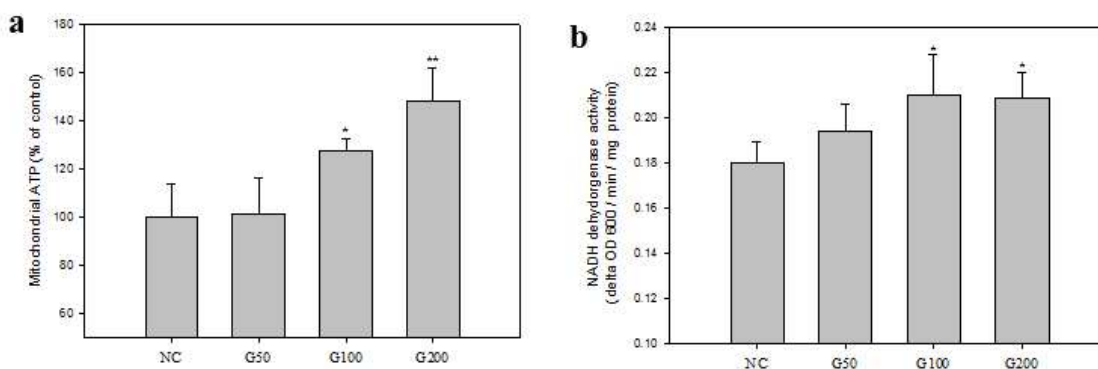 a
180
160
140
120
100
80
60
Mitochondrial ATP (% of control)
*
**
NC G50 G100 G200
b
0.24
0.22
0.20
0.18
0.16
0.14
0.12
0.10
NADH dehydorgenase activity
( delta OD 600 / min / mg protein)
*
*
NC G50 G100 G200